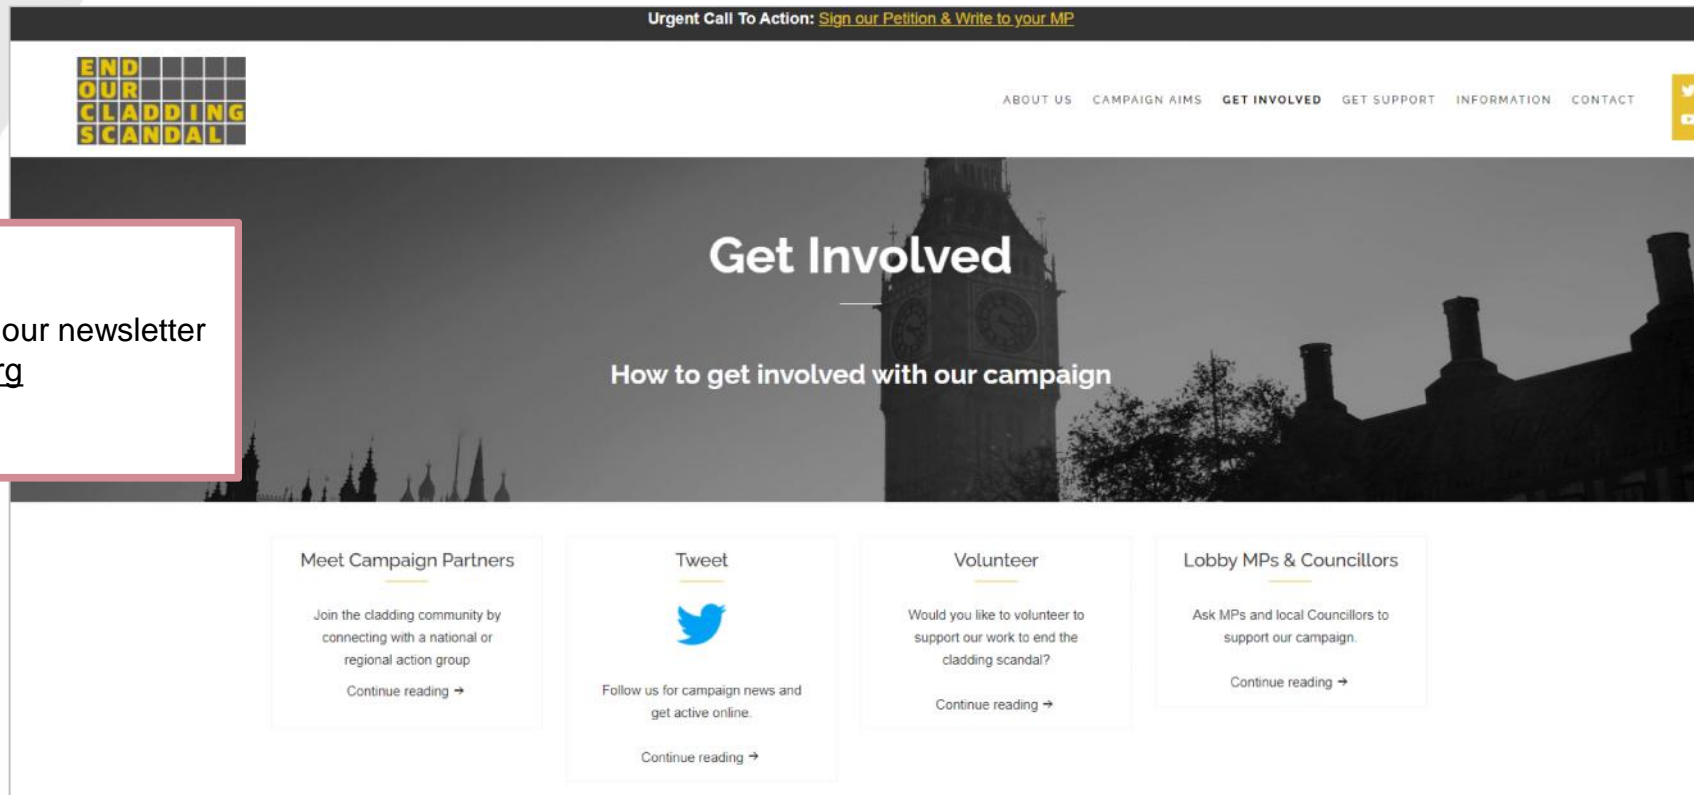 Urgent Call To Action: Sign our Petition & Write to your MP
END
OUR
CLADDING
SCANDAL
ABOUT US CAMPAIGN AIMS GET INVOLVED GET SUPPORT INFORMATION CONTACT
Get Involved
our newsletter
rg
How to get involved with our campaign
Meet Campaign Partners
Join the cladding community by
connecting with a national or
regional action group
Continue reading →
Tweet
Follow us for campaign news and
get active online.
Continue reading →
Volunteer
Would you like to volunteer to
support our work to end the
cladding scandal?
Continue reading →
Lobby MPs & Councillors
Ask MPs and local Councillors to
support our campaign.
Continue reading →